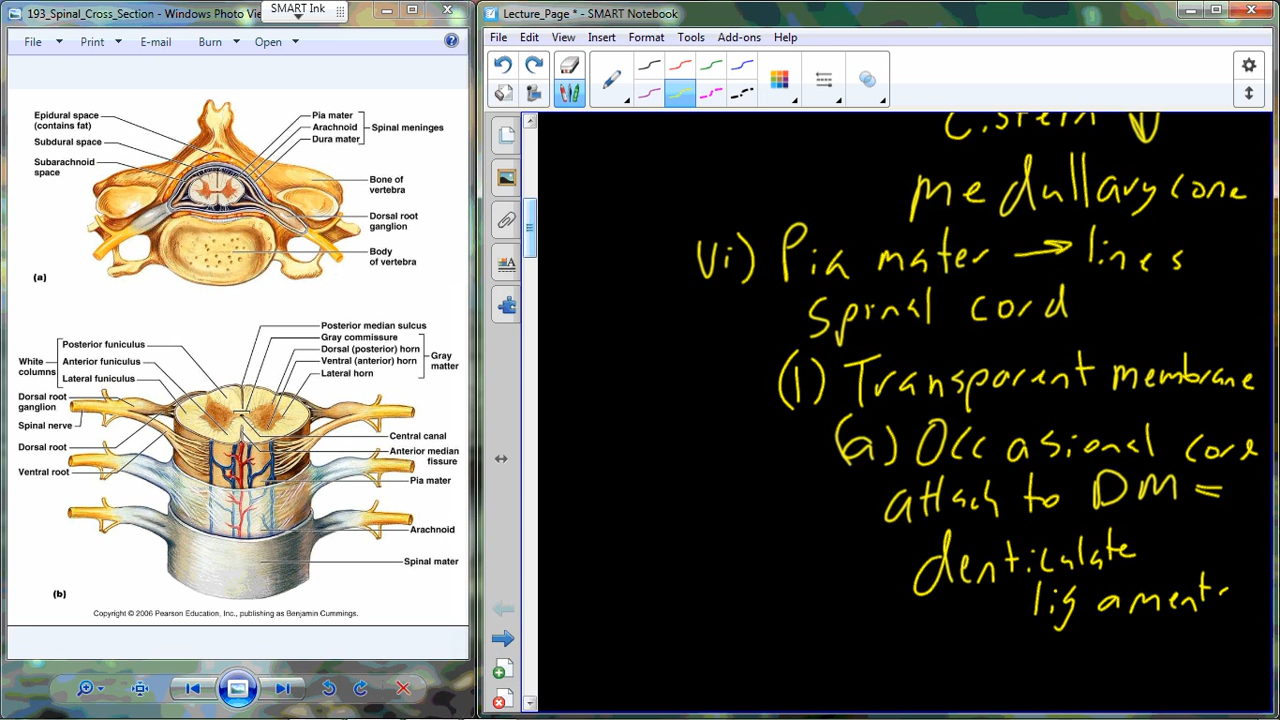 193_Spinal_Cross_Section - Windows Photo Vie
SMART Ink
File Print E-mail Burn Open
Epidural space
(contains fat)
Subdural space
Subarachnoid
space
Pia mater
Arachnoid
Dura mater
Spinal meninges
Bone of
vertebra
Dorsal root
ganglion
Body
of vertebra
(a)
Posterior median sulcus
Gray commissure
Dorsal (posterior) horn
Ventral (anterior) horn
Lateral horn
Gray
matter
White
columns
Posterior funiculus
Anterior funiculus
Lateral funiculus
Dorsal root
ganglion
Spinal nerve
Dorsal root
Ventral root
Central canal
Anterior median
fissure
Pia mater
Arachnoid
Spinal mater
(b)
Copyright © 2006 Pearson Education, Inc., publishing as Benjamin Cummings.
Lecture_Page * - SMART Notebook
File Edit View Insert Format Tools Add-ons Help
medullary cone
vi) Pia mater → lines
spinal cord
(1) Transparent membrane
(a) Occasional core
attach to DM =
denticulate
ligament